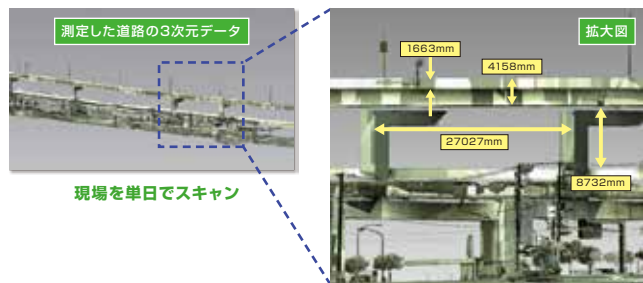 測定した道路の3次元データ
現場を単日でスキャン
拡大図
1663mm
4158mm
27027mm
8732mm